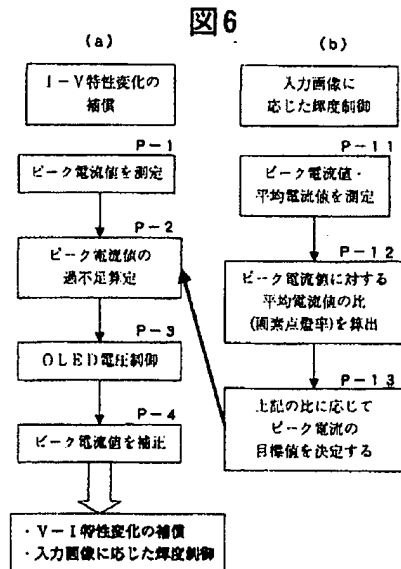 図6
(a)
I－V特性変化の
補償
P－1
ピーク電流値を測定
P－2
ピーク電流値の
過不足算定
P－3
OLED電圧制御
P－4
ピーク電流値を補正
・V－I特性変化の補償
・入力画像に応じた輝度制御
(b)
入力画像に
応じた輝度制御
P－11
ピーク電流値・
平均電流値を測定
P－12
ピーク電流値に対する
平均電流値の比
(画素点燈率)を算出
P－13
上記の比に応じて
ピーク電流の
目標値を決定する